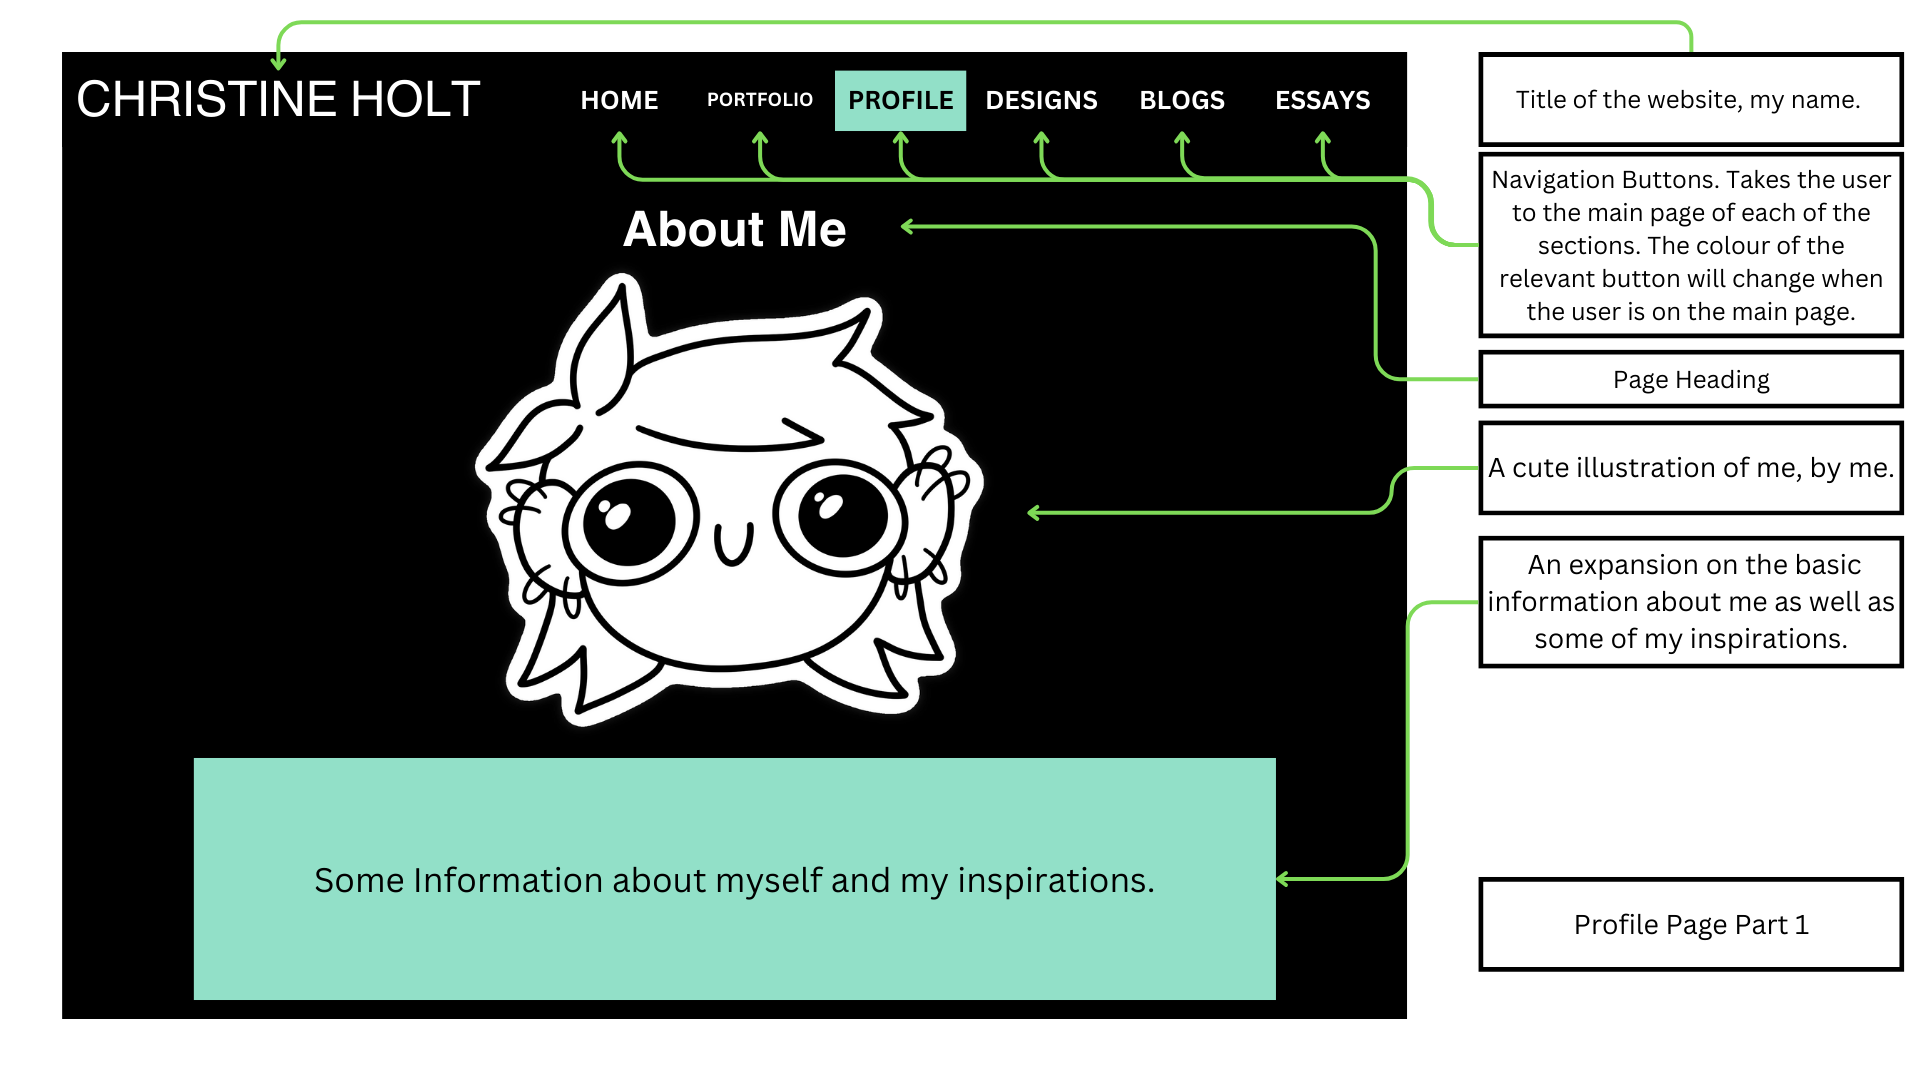 CHRISTINE HOLT
HOME
PORTFOLIO
PROFILE
DESIGNS
BLOGS
ESSAYS
About Me
Some Information about myself and my inspirations.
Title of the website, my name.
Navigation Buttons. Takes the user
to the main page of each of the
sections. The colour of the
relevant button will change when
the user is on the main page.
Page Heading
A cute illustration of me, by me.
An expansion on the basic
information about me as well as
some of my inspirations.
Profile Page Part 1